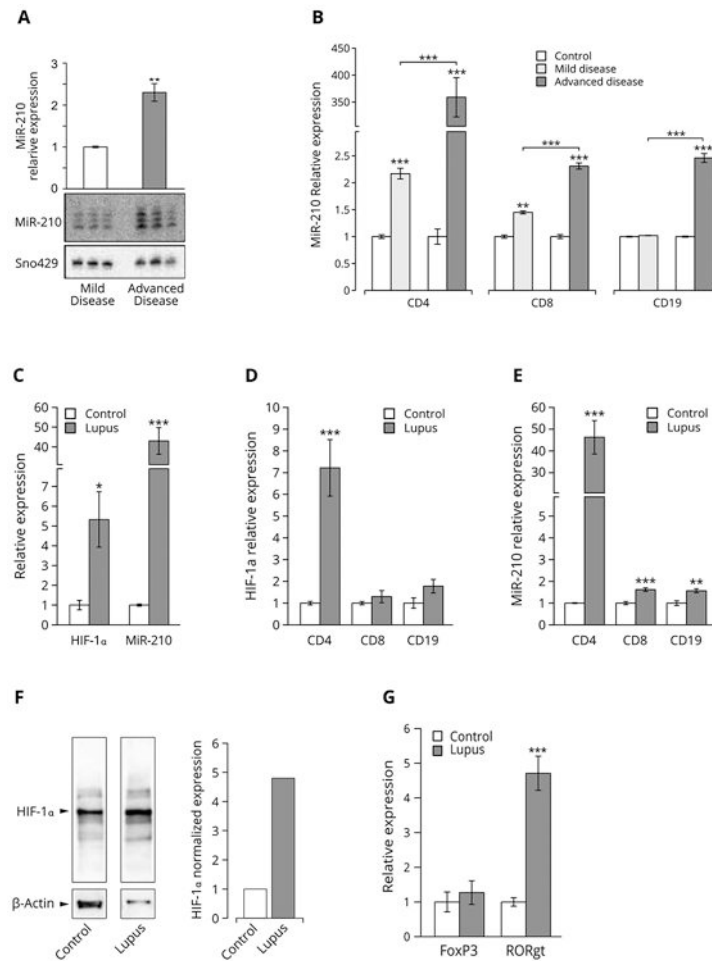 A
MiR-210
relarive expression
3
2
1
0
**
MiR-210
Sno429
Mild
Disease
Advanced
Disease
B
MiR-210 Relative expression
450
400
350
300
2.5
2
1.5
1
0
Control
Mild disease
Advanced disease
***
***
***
***
**
***
***
***
CD4
CD8
CD19
C
Relative expression
60
40
20
7
6
5
4
3
2
1
0
Control
Lupus
*
***
HIF-1α
MiR-210
D
HIF-1a relative expression
10
9
8
7
6
5
4
3
2
1
0
Control
Lupus
***
CD4
CD8
CD19
E
MiR-210 relative expression
60
50
40
30
5
4
3
2
1
0
Control
Lupus
***
***
**
CD4
CD8
CD19
F
HIF-1α
β-Actin
Control
Lupus
HIF-1α normalized expression
6
5
4
3
2
1
0
Control
Lupus
G
Relative expression
6
5
4
3
2
1
0
Control
Lupus
***
FoxP3
RORgt